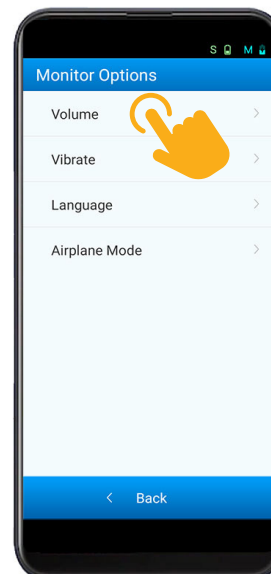 S M
Monitor Options
Volume
Vibrate
Language
Airplane Mode
Back